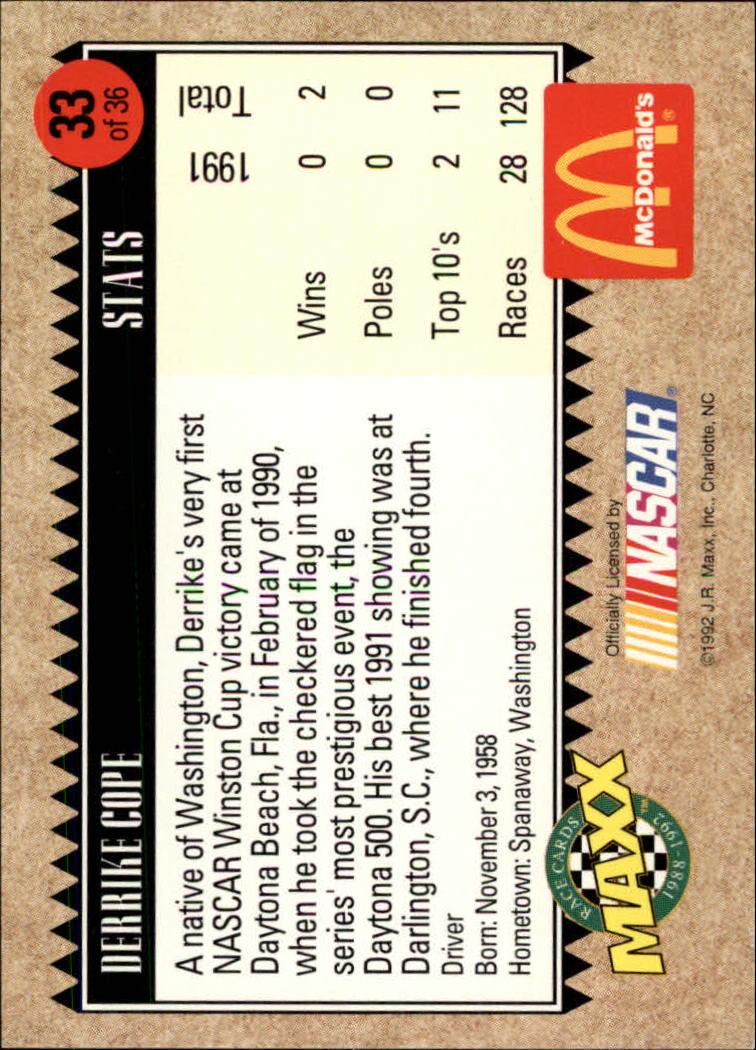 DERRIKE COPE
STATS
33
of 36
A native of Washington, Derrike's very first
NASCAR Winston Cup victory came at
Daytona Beach, Fla., in February of 1990,
when he took the checkered flag in the
series' most prestigious event, the
Daytona 500. His best 1991 showing was at
Darlington, S.C., where he finished fourth.
Driver
Born: November 3, 1958
Hometown: Spanaway, Washington
1991 Total
Wins 0 2
Poles 0 0
Top 10's 2 11
Races 28 128
RACE CARDS
MAXX™
1988-1992
Officially Licensed by
NASCAR®
©1992 J.R. Maxx, Inc., Charlotte, NC
McDonald's®